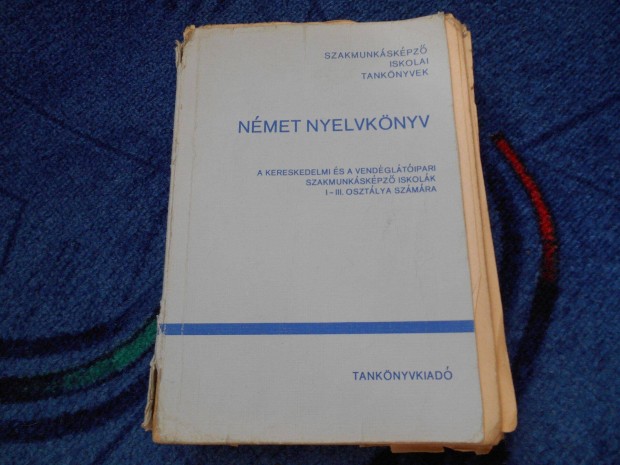 SZAKMUNKÁSKÉPZŐ
ISKOLAI
TANKÖNYVEK
NÉMET NYELVKÖNYV
A KERESKEDELMI ÉS A VENDÉGLÁTÓIPARI
SZAKMUNKÁSKÉPZŐ ISKOLÁK
I–III. OSZTÁLYA SZÁMÁRA
TANKÖNYVKIADÓ